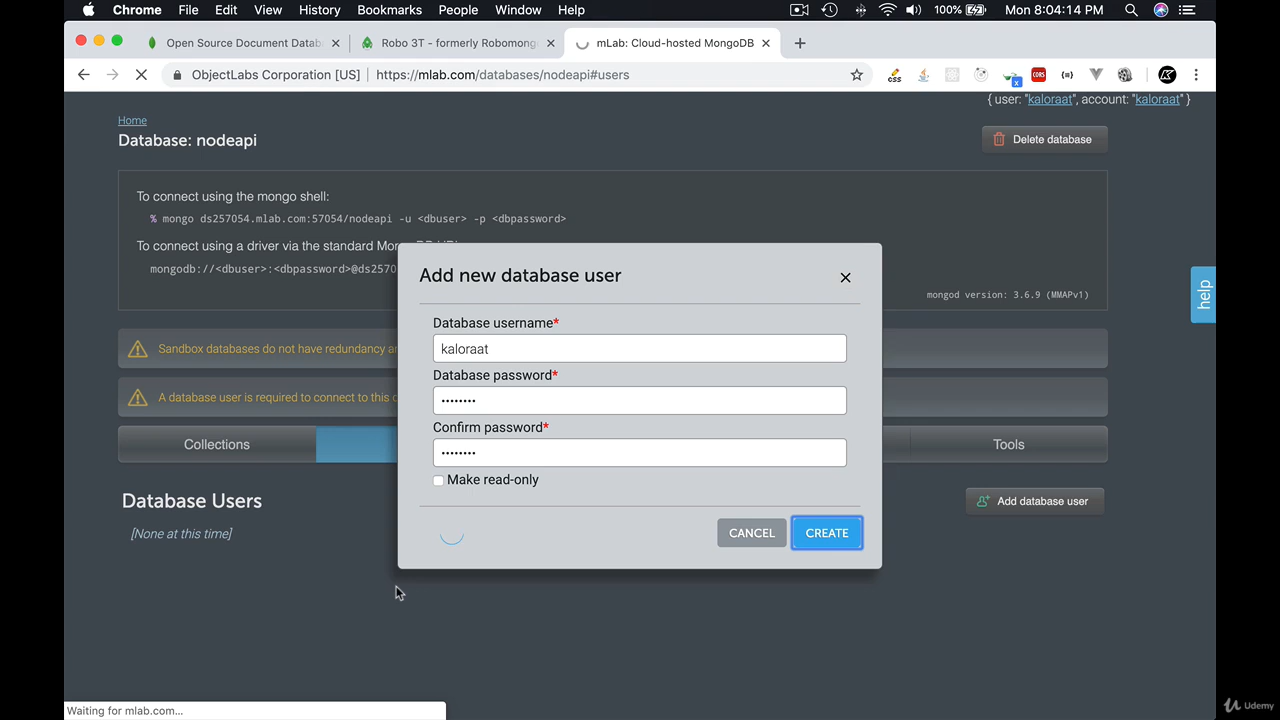 Chrome File Edit View History Bookmarks People Window Help 100% Mon 8:04:14 PM
Open Source Document Datab
Robo 3T - formerly Robomong
mLab: Cloud-hosted MongoDB
ObjectLabs Corporation [US] https://mlab.com/databases/nodeapi#users
{ user: "kaloraat", account: "kaloraat" }
Home
Database: nodeapi
Delete database
To connect using the mongo shell:
% mongo ds257054.mlab.com:57054/nodeapi -u <dbuser> -p <dbpassword>
To connect using a driver via the standard Mon
mongodb://<dbuser>:<dbpassword>@ds2570
mongod version: 3.6.9 (MMAPv1)
help
Sandbox databases do not have redundancy
A database user is required to connect to this
Collections
Tools
Database Users
Add database user
[None at this time]
Add new database user
Database username*
kaloraat
Database password*
••••••••
Confirm password*
••••••••
Make read-only
CANCEL
CREATE
Waiting for mlab.com...
Udemy